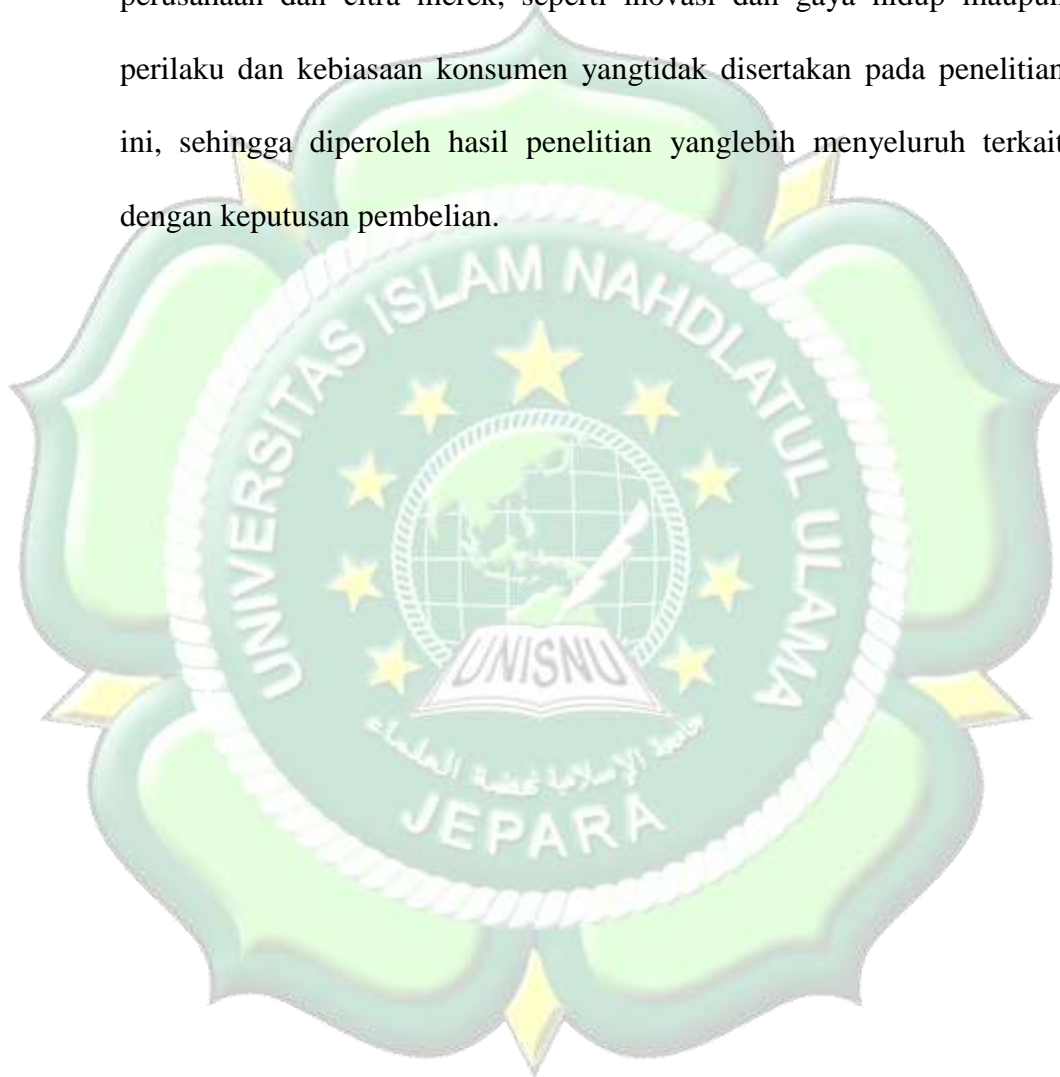 perusahaan dan citra merek, seperti inovasi dan gaya hidup maupun
perilaku dan kebiasaan konsumen yangtidak disertakan pada penelitian
ini, sehingga diperoleh hasil penelitian yanglebih menyeluruh terkait
dengan keputusan pembelian.
UNIVERSITAS ISLAM NAHDLATUL ULAMA
UNISNU
JEPARA